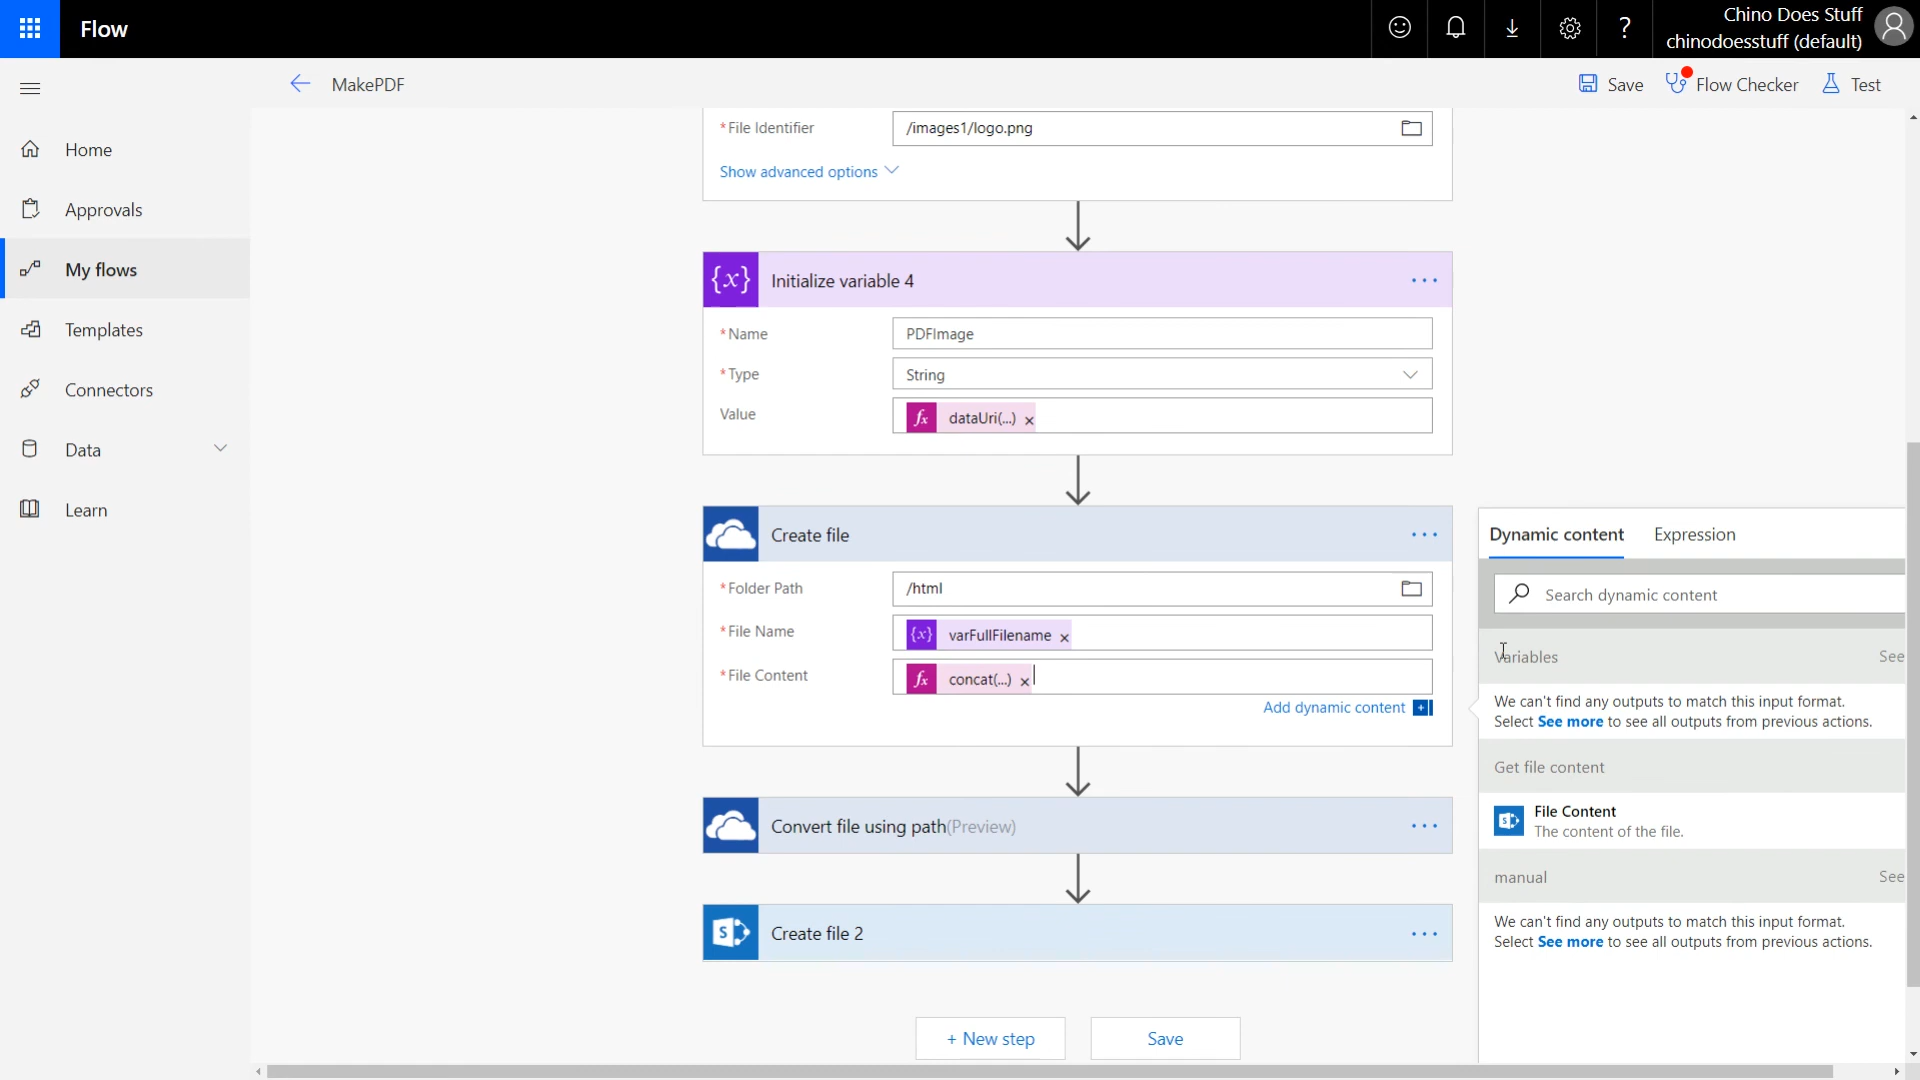 Flow
Chino Does Stuff
chinodoesstuff (default)
MakePDF
Save
Flow Checker
Test
Home
Approvals
My flows
Templates
Connectors
Data
Learn
*File Identifier
/images1/logo.png
Show advanced options
{x} Initialize variable 4
*Name
PDFImage
*Type
String
Value
fx dataUri(...) ×
Create file
*Folder Path
/html
*File Name
{x} varFullFilename ×
*File Content
fx concat(...) ×
Add dynamic content +
Convert file using path(Preview)
S Create file 2
+ New step
Save
Dynamic content
Expression
Search dynamic content
Variables
See
We can't find any outputs to match this input format.
Select See more to see all outputs from previous actions.
Get file content
S File Content
The content of the file.
manual
See
We can't find any outputs to match this input format.
Select See more to see all outputs from previous actions.